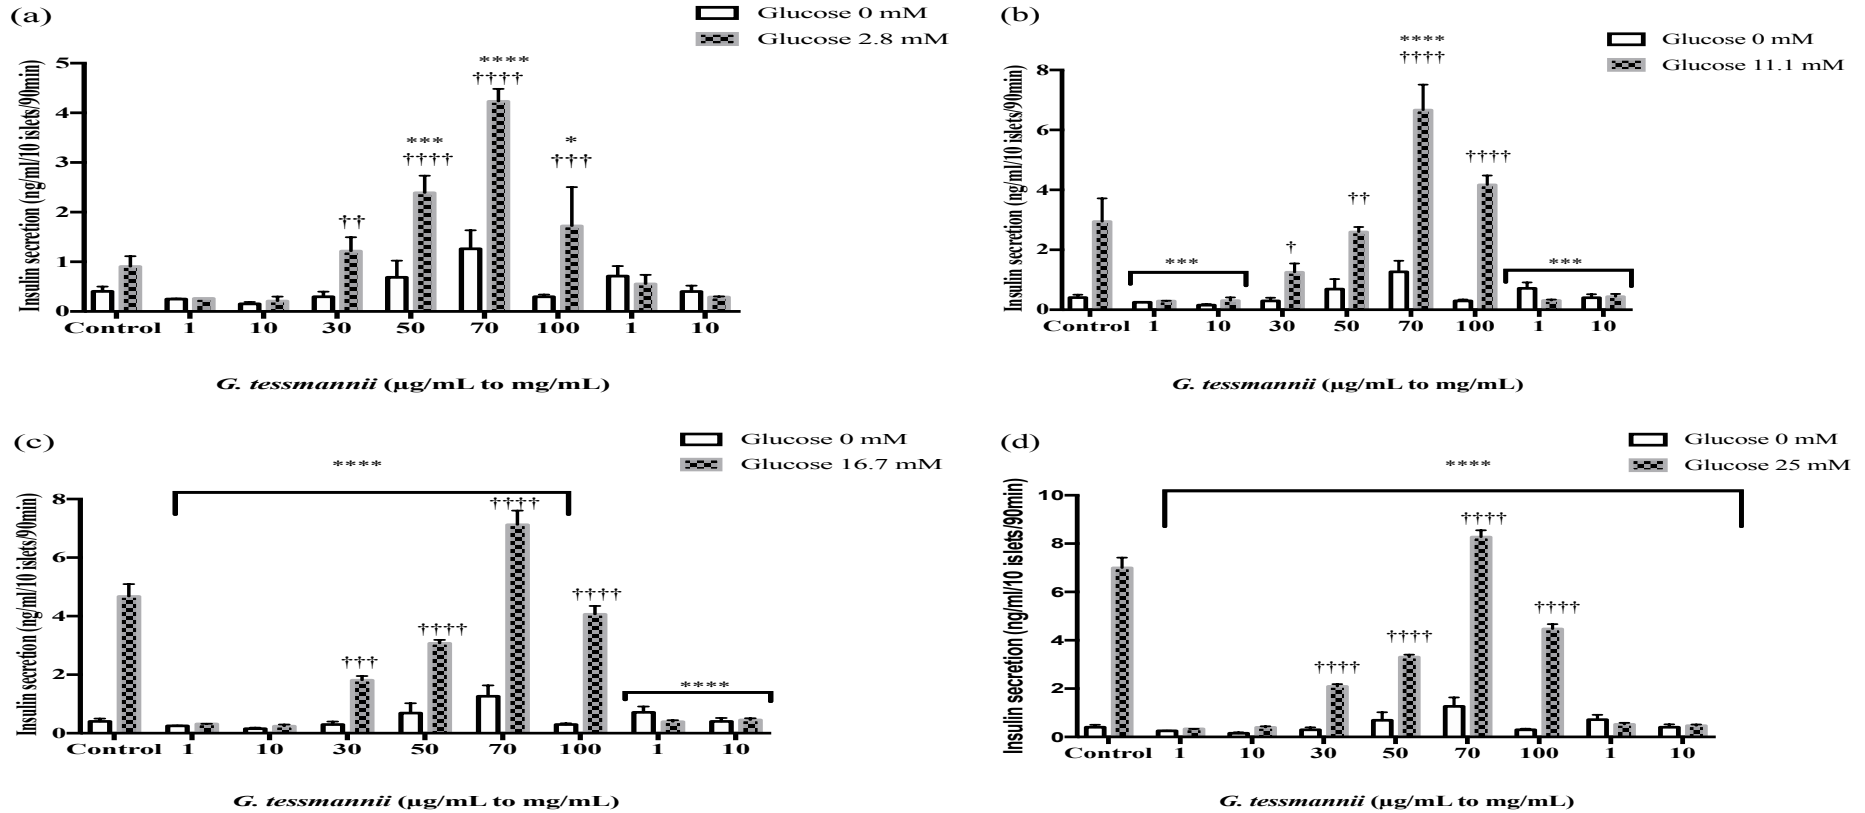 (a)
Glucose 0 mM
Glucose 2.8 mM
Insulin secretion (ng/ml/10 islets/90min)
5
4
3
2
1
0
††
***
††††
****
††††
*
†††
Control 1 10 30 50 70 100 1 10
G. tessmannii (µg/mL to mg/mL)
(b)
Glucose 0 mM
Glucose 11.1 mM
Insulin secretion (ng/ml/10 islets/90min)
8
6
4
2
0
***
†
††
****
††††
††††
***
Control 1 10 30 50 70 100 1 10
G. tessmannii (µg/mL to mg/mL)
(c)
Glucose 0 mM
Glucose 16.7 mM
Insulin secretion (ng/ml/10 islets/90min)
8
6
4
2
0
****
†††
††††
††††
††††
****
Control 1 10 30 50 70 100 1 10
G. tessmannii (µg/mL to mg/mL)
(d)
Glucose 0 mM
Glucose 25 mM
Insulin secretion (ng/ml/10 islets/90min)
10
8
6
4
2
0
****
††††
††††
††††
††††
Control 1 10 30 50 70 100 1 10
G. tessmannii (µg/mL to mg/mL)